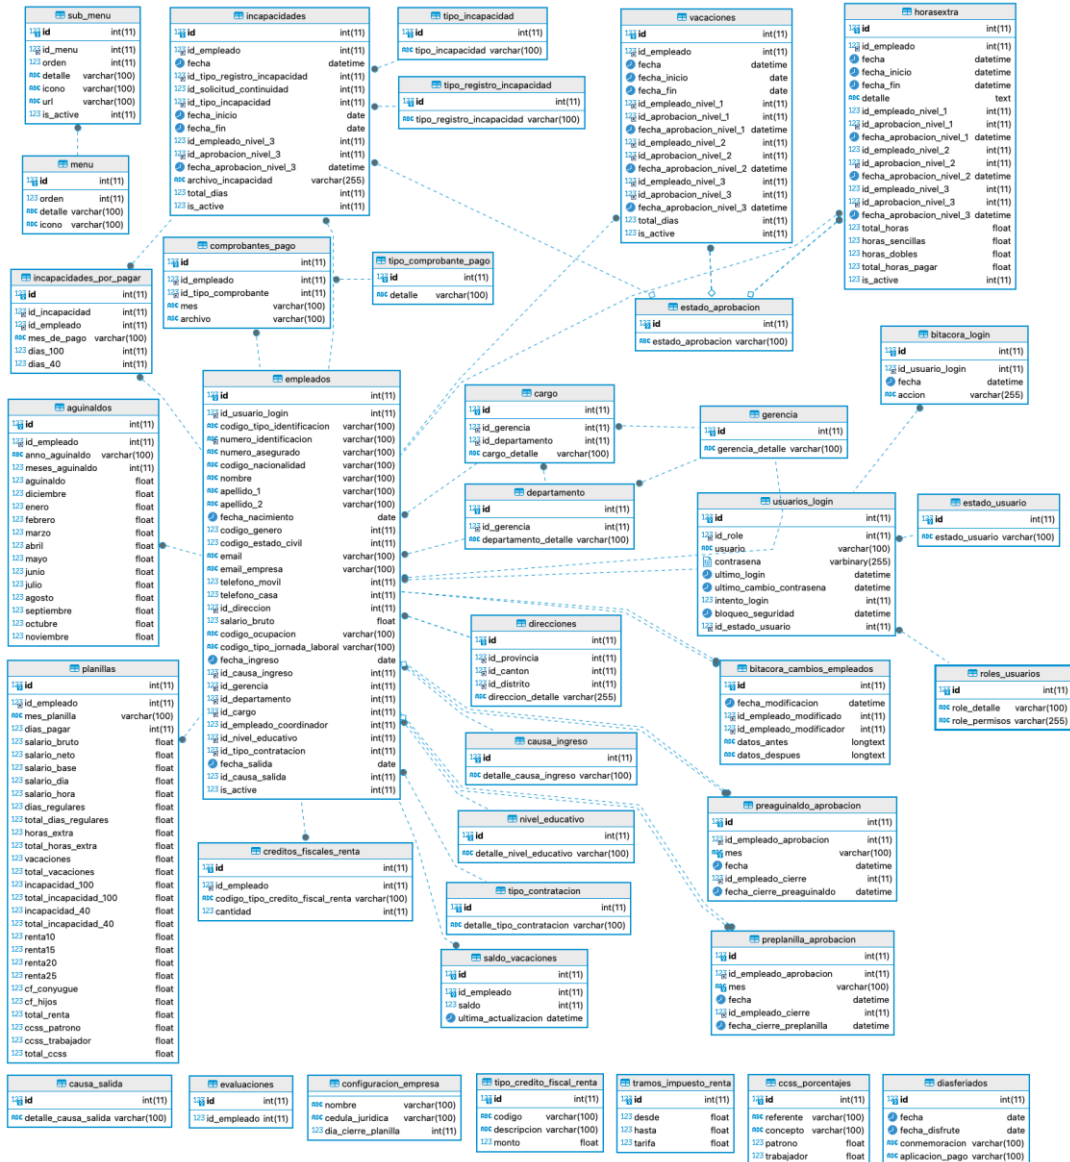 sub_menu
id int(11)
id_menu int(11)
orden int(11)
detalle varchar(100)
icono varchar(100)
url varchar(100)
is_active int(11)
menu
id int(11)
orden int(11)
detalle varchar(100)
icono varchar(100)
incapacidades
id int(11)
id_empleado int(11)
fecha datetime
id_tipo_registro_incapacidad int(11)
id_solicitud_continuidad int(11)
id_tipo_incapacidad int(11)
fecha_inicio date
fecha_fin date
id_empleado_nivel_3 int(11)
id_aprobacion_nivel_3 int(11)
fecha_aprobacion_nivel_3 datetime
archivo_incapacidad varchar(255)
total_dias int(11)
is_active int(11)
tipo_incapacidad
id int(11)
tipo_incapacidad varchar(100)
tipo_registro_incapacidad
id int(11)
tipo_registro_incapacidad varchar(100)
vacaciones
id int(11)
id_empleado int(11)
fecha datetime
fecha_inicio date
fecha_fin date
id_empleado_nivel_1 int(11)
id_aprobacion_nivel_1 int(11)
fecha_aprobacion_nivel_1 datetime
id_empleado_nivel_2 int(11)
id_aprobacion_nivel_2 int(11)
fecha_aprobacion_nivel_2 datetime
id_empleado_nivel_3 int(11)
id_aprobacion_nivel_3 int(11)
fecha_aprobacion_nivel_3 datetime
total_dias int(11)
is_active int(11)
horasextra
id int(11)
id_empleado int(11)
fecha datetime
fecha_inicio datetime
fecha_fin datetime
detalle text
id_empleado_nivel_1 int(11)
id_aprobacion_nivel_1 int(11)
fecha_aprobacion_nivel_1 datetime
id_empleado_nivel_2 int(11)
id_aprobacion_nivel_2 int(11)
fecha_aprobacion_nivel_2 datetime
id_empleado_nivel_3 int(11)
id_aprobacion_nivel_3 int(11)
fecha_aprobacion_nivel_3 datetime
total_horas float
horas_sencillas float
horas_dobles float
total_horas_pagar float
is_active int(11)
comprobantes_pago
id int(11)
id_empleado int(11)
id_tipo_comprobante int(11)
mes varchar(100)
archivo varchar(100)
tipo_comprobante_pago
id int(11)
detalle varchar(100)
incapacidades_por_pagar
id int(11)
id_incapacidad int(11)
id_empleado int(11)
mes_de_pago varchar(100)
dias_100 int(11)
dias_40 int(11)
estado_aprobacion
id int(11)
estado_aprobacion varchar(100)
bitacora_login
id int(11)
id_usuario_login int(11)
fecha datetime
accion varchar(255)
aguinaldos
id int(11)
id_empleado int(11)
anno_aguinaldo varchar(100)
meses_aguinaldo int(11)
aguinaldo float
diciembre float
enero float
febrero float
marzo float
abril float
mayo float
junio float
julio float
agosto float
septiembre float
octubre float
noviembre float
empleados
id int(11)
id_usuario_login int(11)
codigo_tipo_identificacion varchar(100)
numero_identificacion varchar(100)
numero_asegurado varchar(100)
codigo_nacionalidad varchar(100)
nombre varchar(100)
apellido_1 varchar(100)
apellido_2 varchar(100)
fecha_nacimiento date
codigo_genero int(11)
codigo_estado_civil int(11)
email varchar(100)
email_empresa varchar(100)
telefono_movil int(11)
telefono_casa int(11)
id_direccion int(11)
salario_bruto float
codigo_ocupacion varchar(100)
codigo_tipo_jornada_laboral varchar(100)
fecha_ingreso date
id_causa_ingreso int(11)
id_gerencia int(11)
id_departamento int(11)
id_cargo int(11)
id_empleado_coordinador int(11)
id_nivel_educativo int(11)
id_tipo_contratacion int(11)
fecha_salida date
id_causa_salida int(11)
is_active int(11)
cargo
id int(11)
id_gerencia int(11)
id_departamento int(11)
cargo_detalle varchar(100)
gerencia
id int(11)
gerencia_detalle varchar(100)
departamento
id int(11)
id_gerencia int(11)
departamento_detalle varchar(100)
usuarios_login
id int(11)
id_role int(11)
usuario varchar(100)
contrasena varbinary(255)
ultimo_login datetime
ultimo_cambio_contrasena datetime
intento_login int(11)
bloqueo_seguridad datetime
id_estado_usuario int(11)
estado_usuario
id int(11)
estado_usuario varchar(100)
direcciones
id int(11)
id_provincia int(11)
id_canton int(11)
id_distrito int(11)
direccion_detalle varchar(255)
bitacora_cambios_empleados
id int(11)
fecha_modificacion datetime
id_empleado_modificado int(11)
id_empleado_modificador int(11)
datos_antes longtext
datos_despues longtext
roles_usuarios
id int(11)
role_detalle varchar(100)
role_permisos varchar(255)
planillas
id int(11)
id_empleado int(11)
mes_planilla varchar(100)
dias_pagar int(11)
salario_bruto float
salario_neto float
salario_base float
salario_dia float
salario_hora float
dias_regulares float
total_dias_regulares float
horas_extra float
total_horas_extra float
vacaciones float
total_vacaciones float
incapacidad_100 float
total_incapacidad_100 float
incapacidad_40 float
total_incapacidad_40 float
renta10 float
renta15 float
renta20 float
renta25 float
cf_conyugue float
cf_hijos float
total_renta float
ccss_patrono float
ccss_trabajador float
total_ccss float
causa_ingreso
id int(11)
detalle_causa_ingreso varchar(100)
nivel_educativo
id int(11)
detalle_nivel_educativo varchar(100)
preaguinaldo_aprobacion
id int(11)
id_empleado_aprobacion int(11)
mes varchar(100)
fecha datetime
id_empleado_cierre int(11)
fecha_cierre_preaguinaldo datetime
creditos_fiscales_renta
id int(11)
id_empleado int(11)
codigo_tipo_credito_fiscal_renta varchar(100)
cantidad int(11)
tipo_contratacion
id int(11)
detalle_tipo_contratacion varchar(100)
preplanilla_aprobacion
id int(11)
id_empleado_aprobacion int(11)
mes varchar(100)
fecha datetime
id_empleado_cierre int(11)
fecha_cierre_preplanilla datetime
saldo_vacaciones
id int(11)
id_empleado int(11)
saldo int(11)
ultima_actualizacion datetime
causa_salida
id int(11)
detalle_causa_salida varchar(100)
evaluaciones
id int(11)
id_empleado int(11)
configuracion_empresa
nombre varchar(100)
cedula_juridica varchar(100)
dia_cierre_planilla int(11)
tipo_credito_fiscal_renta
id int(11)
codigo varchar(100)
descripcion varchar(100)
monto float
tramos_impuesto_renta
id int(11)
desde float
hasta float
tarifa float
ccss_porcentajes
id int(11)
referente varchar(100)
concepto varchar(100)
patrono float
trabajador float
diasferiados
id int(11)
fecha date
fecha_disfrute date
conmemoracion varchar(100)
aplicacion_pago varchar(100)